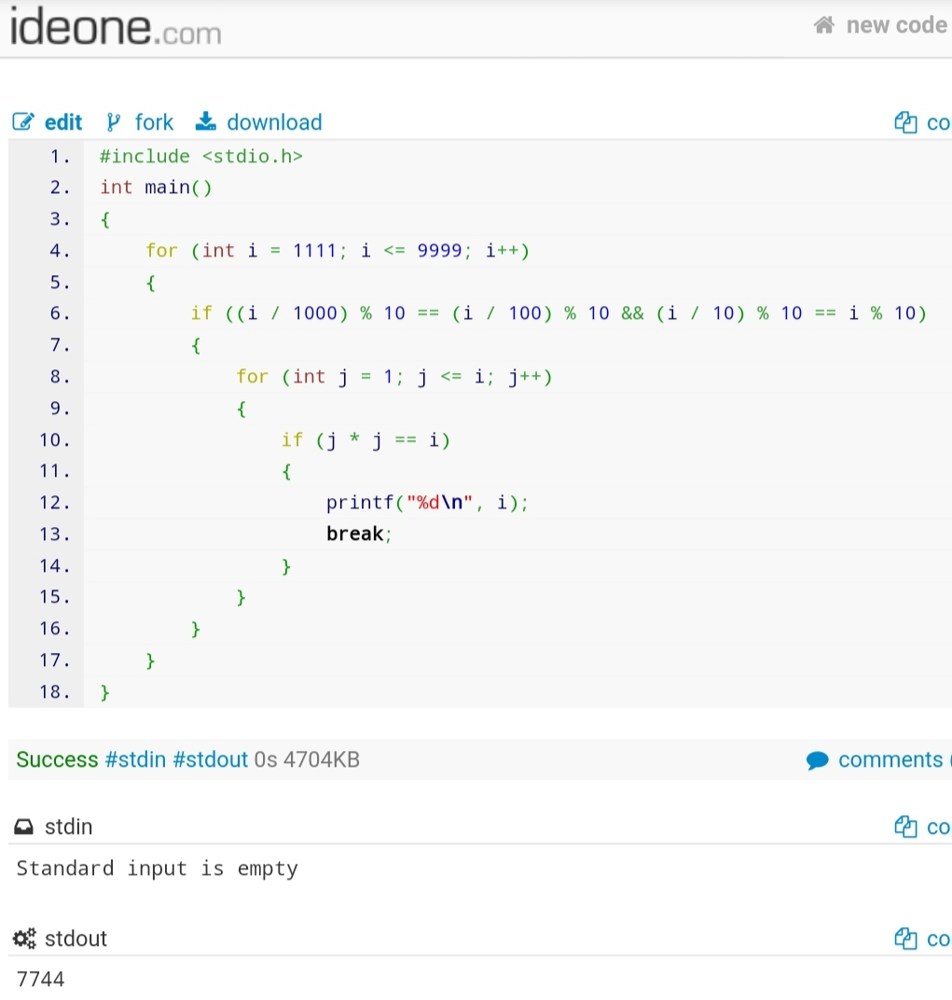 ideone.com new code
edit fork download co
1. #include <stdio.h>
2. int main()
3. {
4.     for (int i = 1111; i <= 9999; i++)
5.     {
6.         if ((i / 1000) % 10 == (i / 100) % 10 && (i / 10) % 10 == i % 10)
7.         {
8.             for (int j = 1; j <= i; j++)
9.             {
10.                 if (j * j == i)
11.                 {
12.                     printf("%d\n", i);
13.                     break;
14.                 }
15.             }
16.         }
17.     }
18. }
Success #stdin #stdout 0s 4704KB comments (
stdin co
Standard input is empty
stdout co
7744